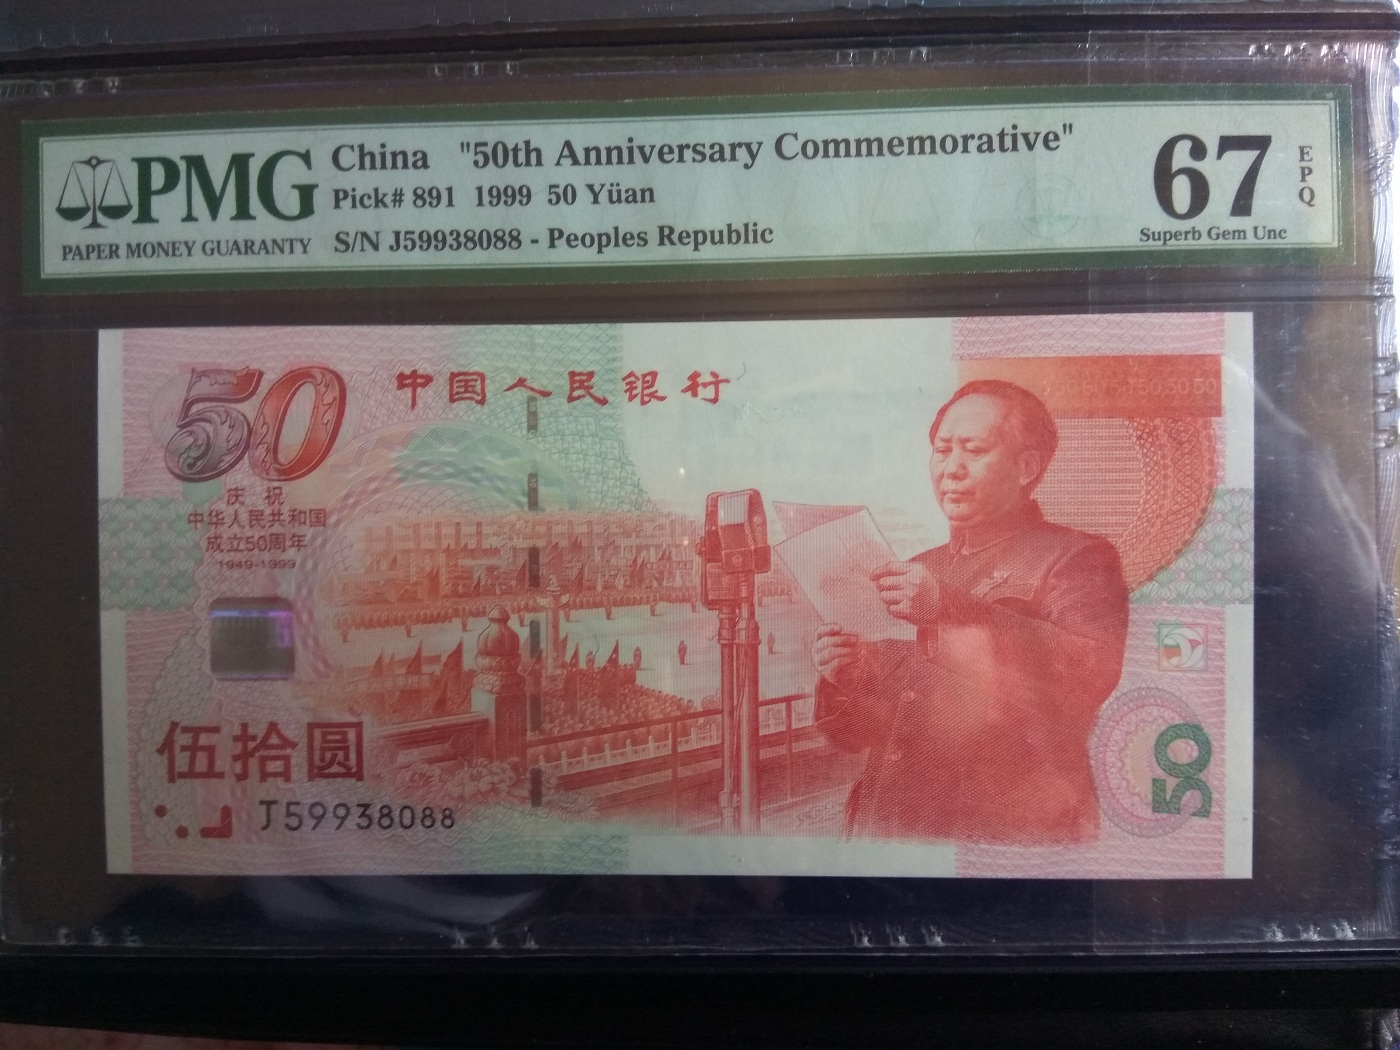 PMG
PAPER MONEY GUARANTY
China "50th Anniversary Commemorative"
Pick# 891 1999 50 Yüan
S/N J59938088 - Peoples Republic
67
EPQ
Superb Gem Unc
50
中国人民银行
庆祝
中华人民共和国
成立50周年
1949-1999
伍拾圆
J59938088
50